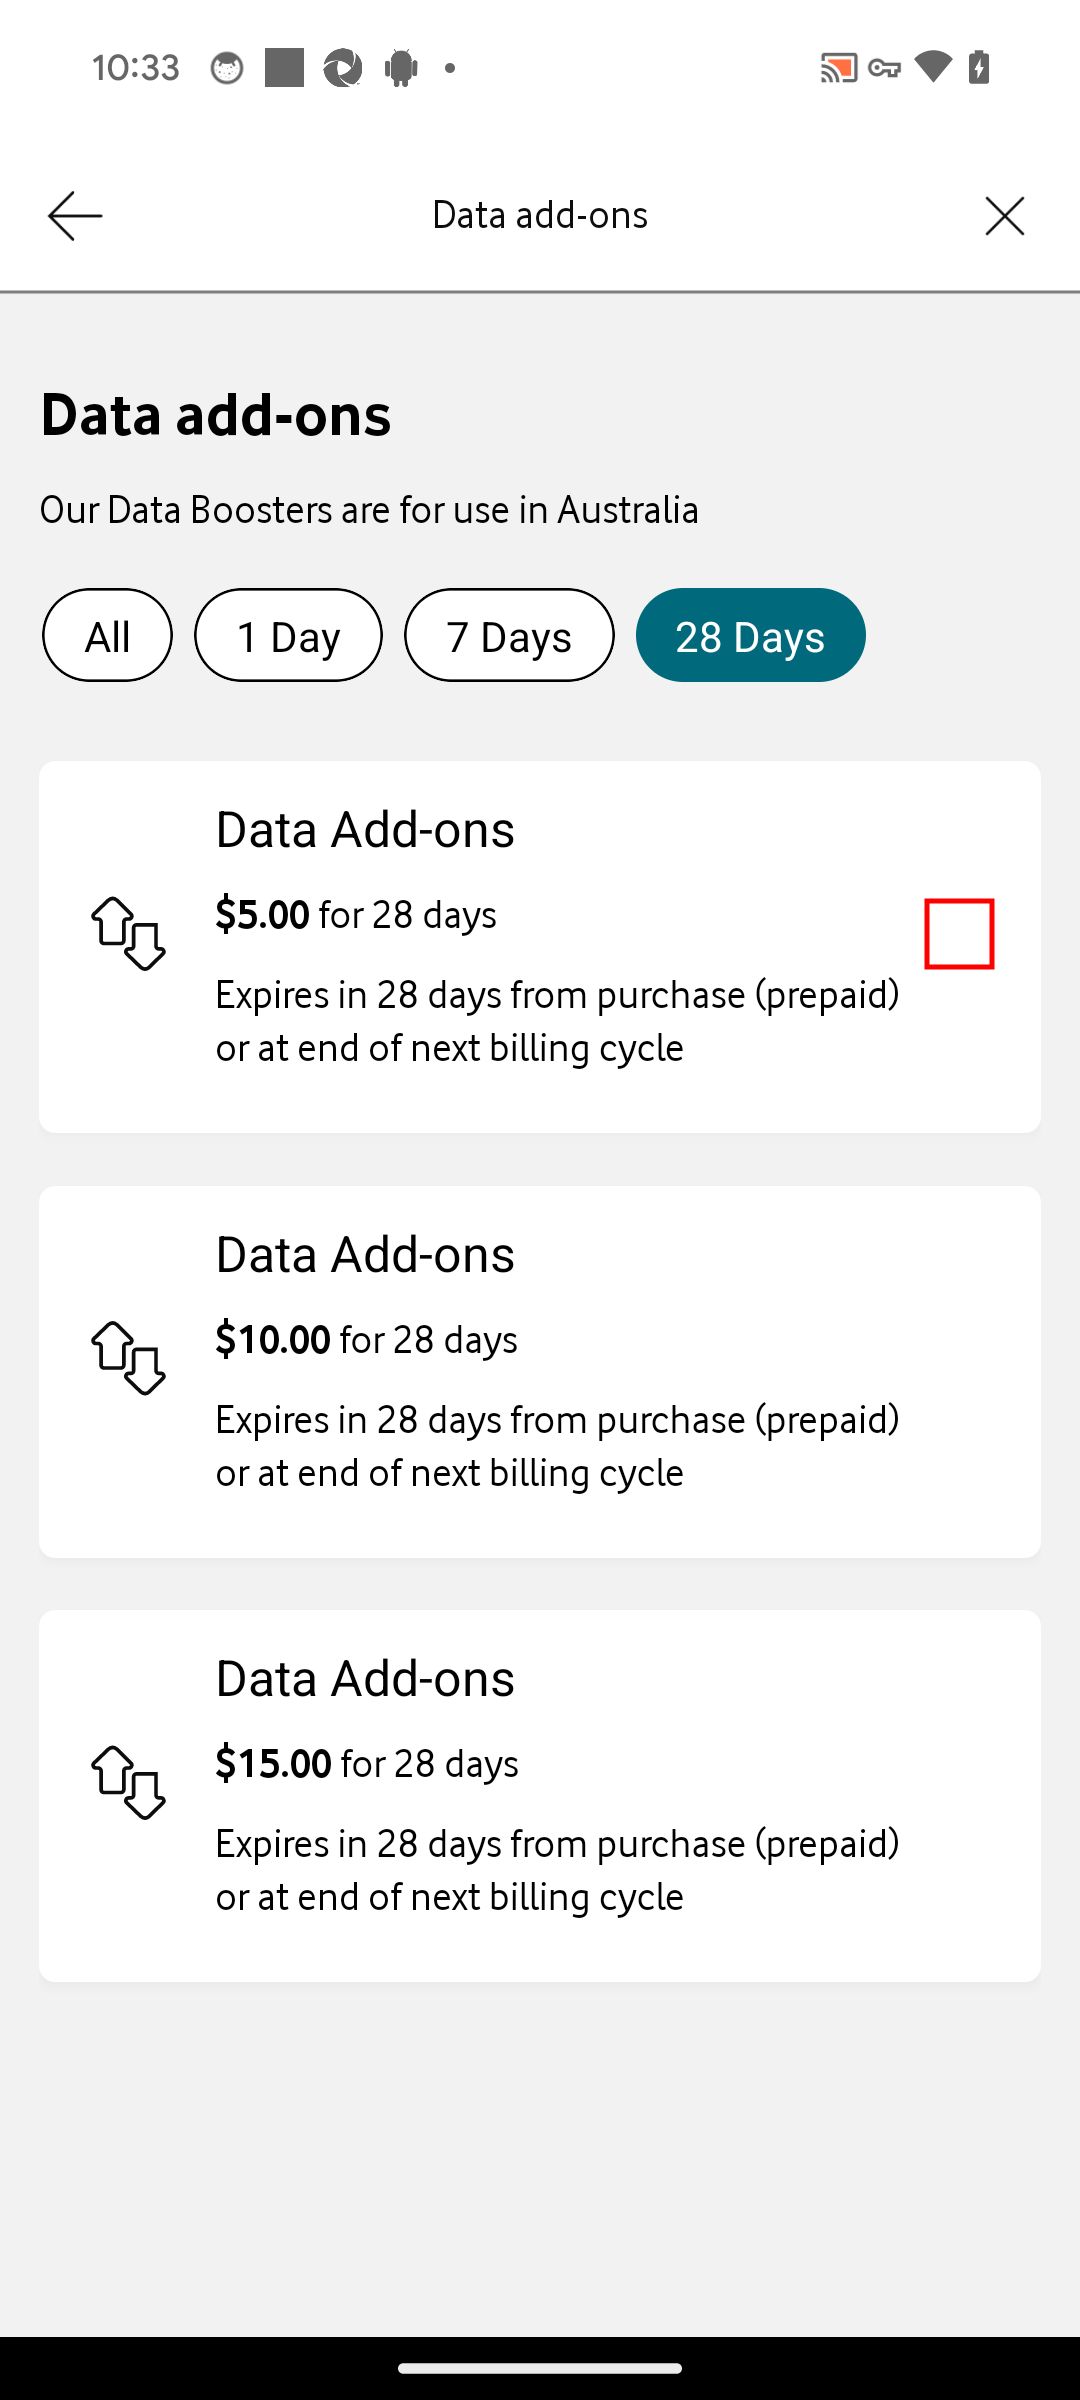 10:33
Data add-ons
Data add-ons
Our Data Boosters are for use in Australia
All
1 Day
7 Days
28 Days
Data Add-ons
$5.00 for 28 days
Expires in 28 days from purchase (prepaid)
or at end of next billing cycle
Data Add-ons
$10.00 for 28 days
Expires in 28 days from purchase (prepaid)
or at end of next billing cycle
Data Add-ons
$15.00 for 28 days
Expires in 28 days from purchase (prepaid)
or at end of next billing cycle